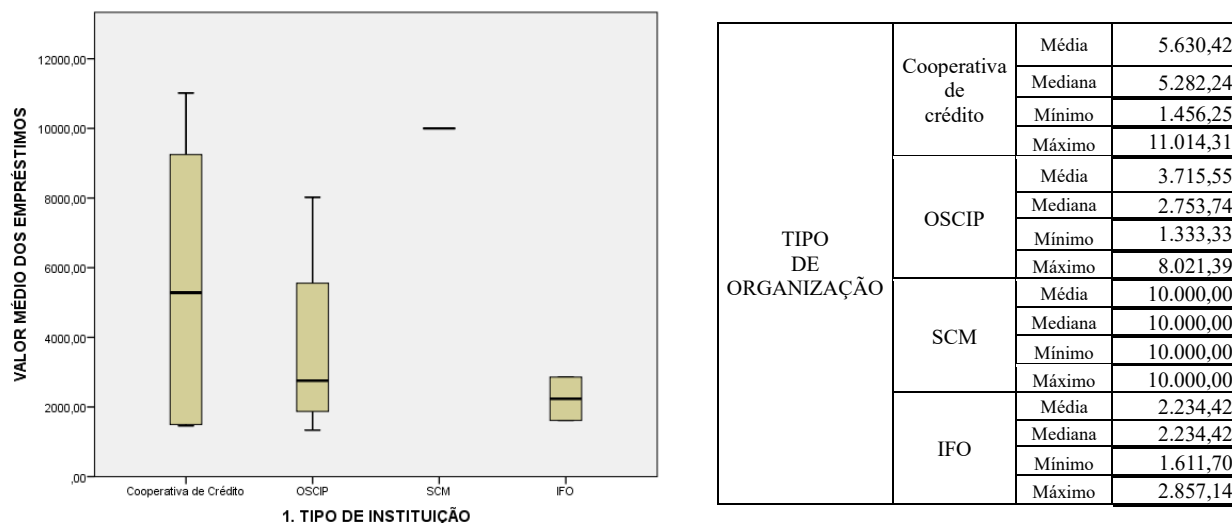 VALOR MÉDIO DOS EMPRÉSTIMOS
12000,00
10000,00
8000,00
6000,00
4000,00
2000,00
,00
Cooperativa de Crédito
OSCIP
SCM
IFO
1. TIPO DE INSTITUIÇÃO
TIPO
DE
ORGANIZAÇÃO
Cooperativa
de
crédito
Média 5.630,42
Mediana 5.282,24
Mínimo 1.456,25
Máximo 11.014,31
OSCIP
Média 3.715,55
Mediana 2.753,74
Mínimo 1.333,33
Máximo 8.021,39
SCM
Média 10.000,00
Mediana 10.000,00
Mínimo 10.000,00
Máximo 10.000,00
IFO
Média 2.234,42
Mediana 2.234,42
Mínimo 1.611,70
Máximo 2.857,14